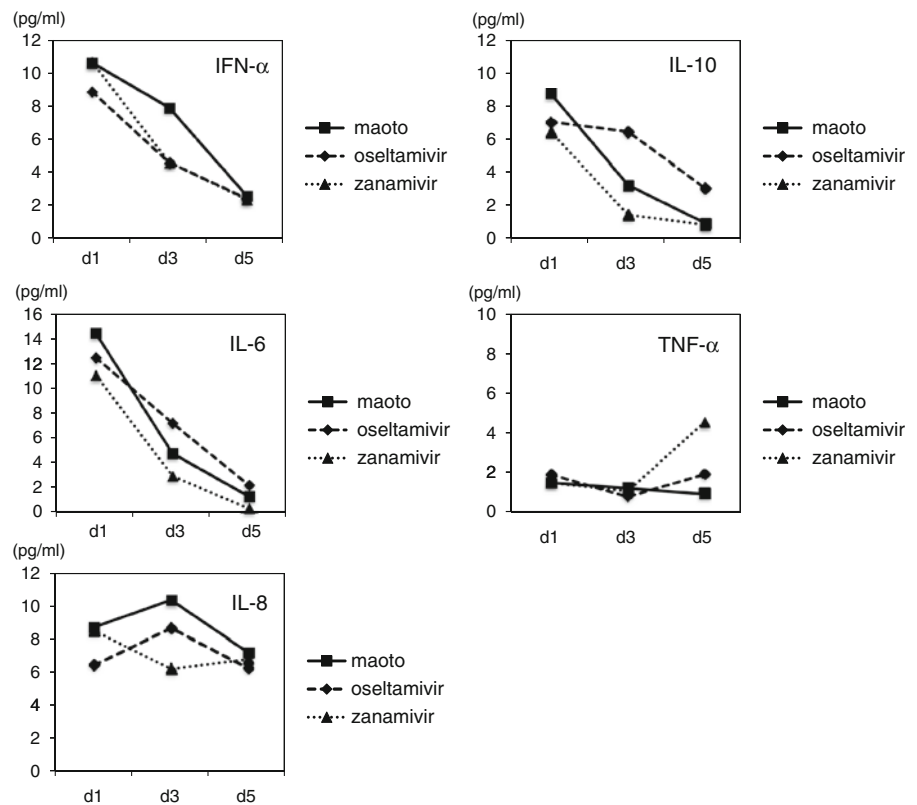 (pg/ml)
12
10
8
6
4
2
0
IFN-α
d1 d3 d5
maoto
oseltamivir
zanamivir
(pg/ml)
12
10
8
6
4
2
0
IL-10
d1 d3 d5
maoto
oseltamivir
zanamivir
(pg/ml)
16
14
12
10
8
6
4
2
0
IL-6
d1 d3 d5
maoto
oseltamivir
zanamivir
(pg/ml)
10
8
6
4
2
0
TNF-α
d1 d3 d5
maoto
oseltamivir
zanamivir
(pg/ml)
12
10
8
6
4
2
0
IL-8
d1 d3 d5
maoto
oseltamivir
zanamivir